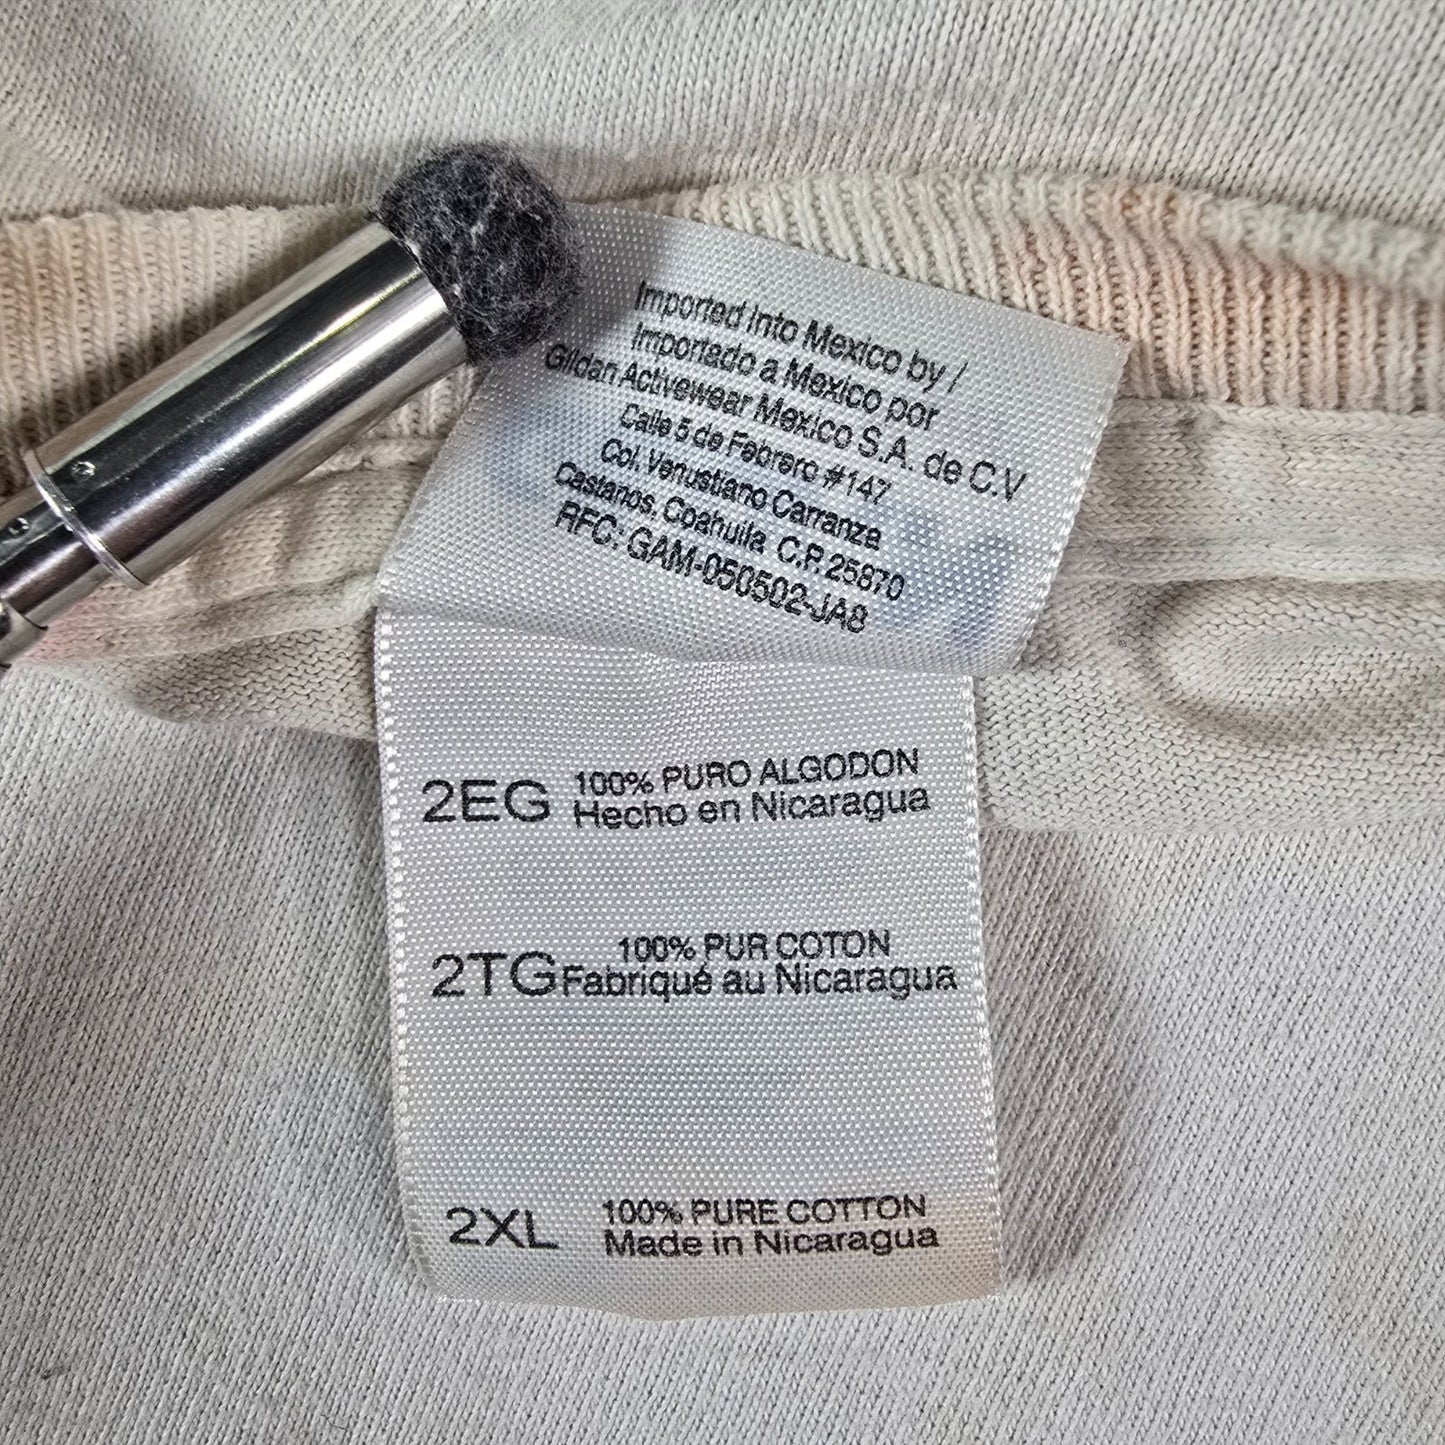 Imported into Mexico by /
Importado a Mexico por
Gildan Activewear Mexico S.A. de C.V
Calle 5 de Febrero #147
Col. Venustiano Carranza
Castanos, Coahuila C.P. 25870
RFC: GAM-050502-JA8
2EG 100% PURO ALGODON
Hecho en Nicaragua
2TG 100% PUR COTON
Fabriqué au Nicaragua
2XL 100% PURE COTTON
Made in Nicaragua